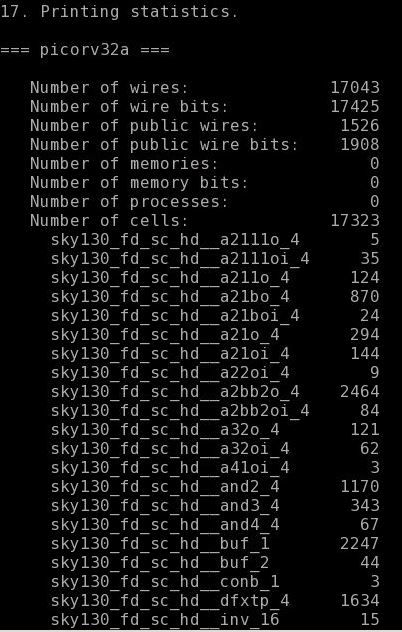 17. Printing statistics.
=== picorv32a ===
Number of wires: 17043
Number of wire bits: 17425
Number of public wires: 1526
Number of public wire bits: 1908
Number of memories: 0
Number of memory bits: 0
Number of processes: 0
Number of cells: 17323
sky130_fd_sc_hd__a2111o_4 5
sky130_fd_sc_hd__a2111oi_4 35
sky130_fd_sc_hd__a211o_4 124
sky130_fd_sc_hd__a21bo_4 870
sky130_fd_sc_hd__a21boi_4 24
sky130_fd_sc_hd__a21o_4 294
sky130_fd_sc_hd__a21oi_4 144
sky130_fd_sc_hd__a22oi_4 9
sky130_fd_sc_hd__a2bb2o_4 2464
sky130_fd_sc_hd__a2bb2oi_4 84
sky130_fd_sc_hd__a32o_4 121
sky130_fd_sc_hd__a32oi_4 62
sky130_fd_sc_hd__a41oi_4 3
sky130_fd_sc_hd__and2_4 1170
sky130_fd_sc_hd__and3_4 343
sky130_fd_sc_hd__and4_4 67
sky130_fd_sc_hd__buf_1 2247
sky130_fd_sc_hd__buf_2 44
sky130_fd_sc_hd__conb_1 3
sky130_fd_sc_hd__dfxtp_4 1634
sky130_fd_sc_hd__inv_16 15